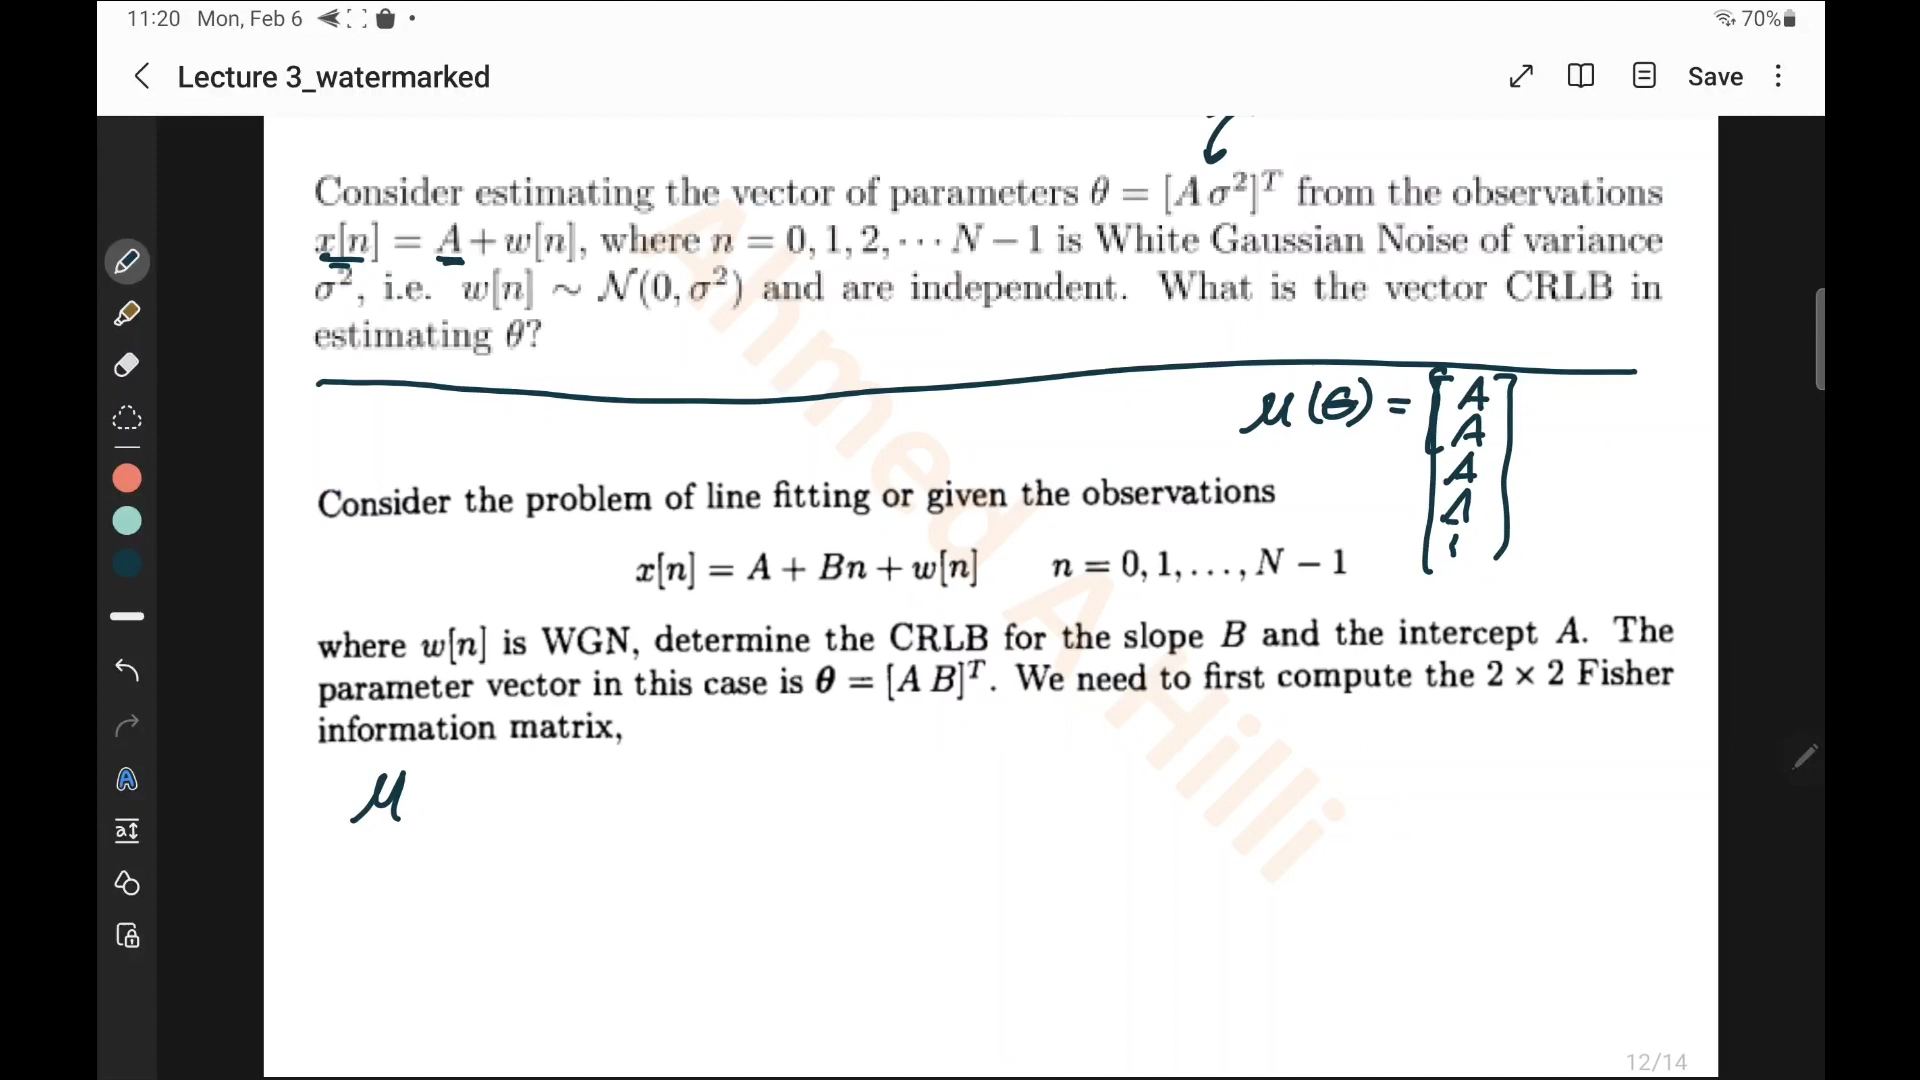 11:20 Mon, Feb 6
70%
Lecture 3_watermarked
Save
Consider estimating the vector of parameters θ = [A σ²]ᵀ from the observations
x[n] = A + w[n], where n = 0, 1, 2, ··· N − 1 is White Gaussian Noise of variance
σ², i.e. w[n] ∼ 𝒩(0, σ²) and are independent. What is the vector CRLB in
estimating θ?
μ(θ) = [A
A
A
A
Consider the problem of line fitting or given the observations
x[n] = A + Bn + w[n] n = 0, 1, . . . , N − 1
where w[n] is WGN, determine the CRLB for the slope B and the intercept A. The
parameter vector in this case is θ = [A B]ᵀ. We need to first compute the 2 × 2 Fisher
information matrix,
μ
Ahmed A Hilli
12/14